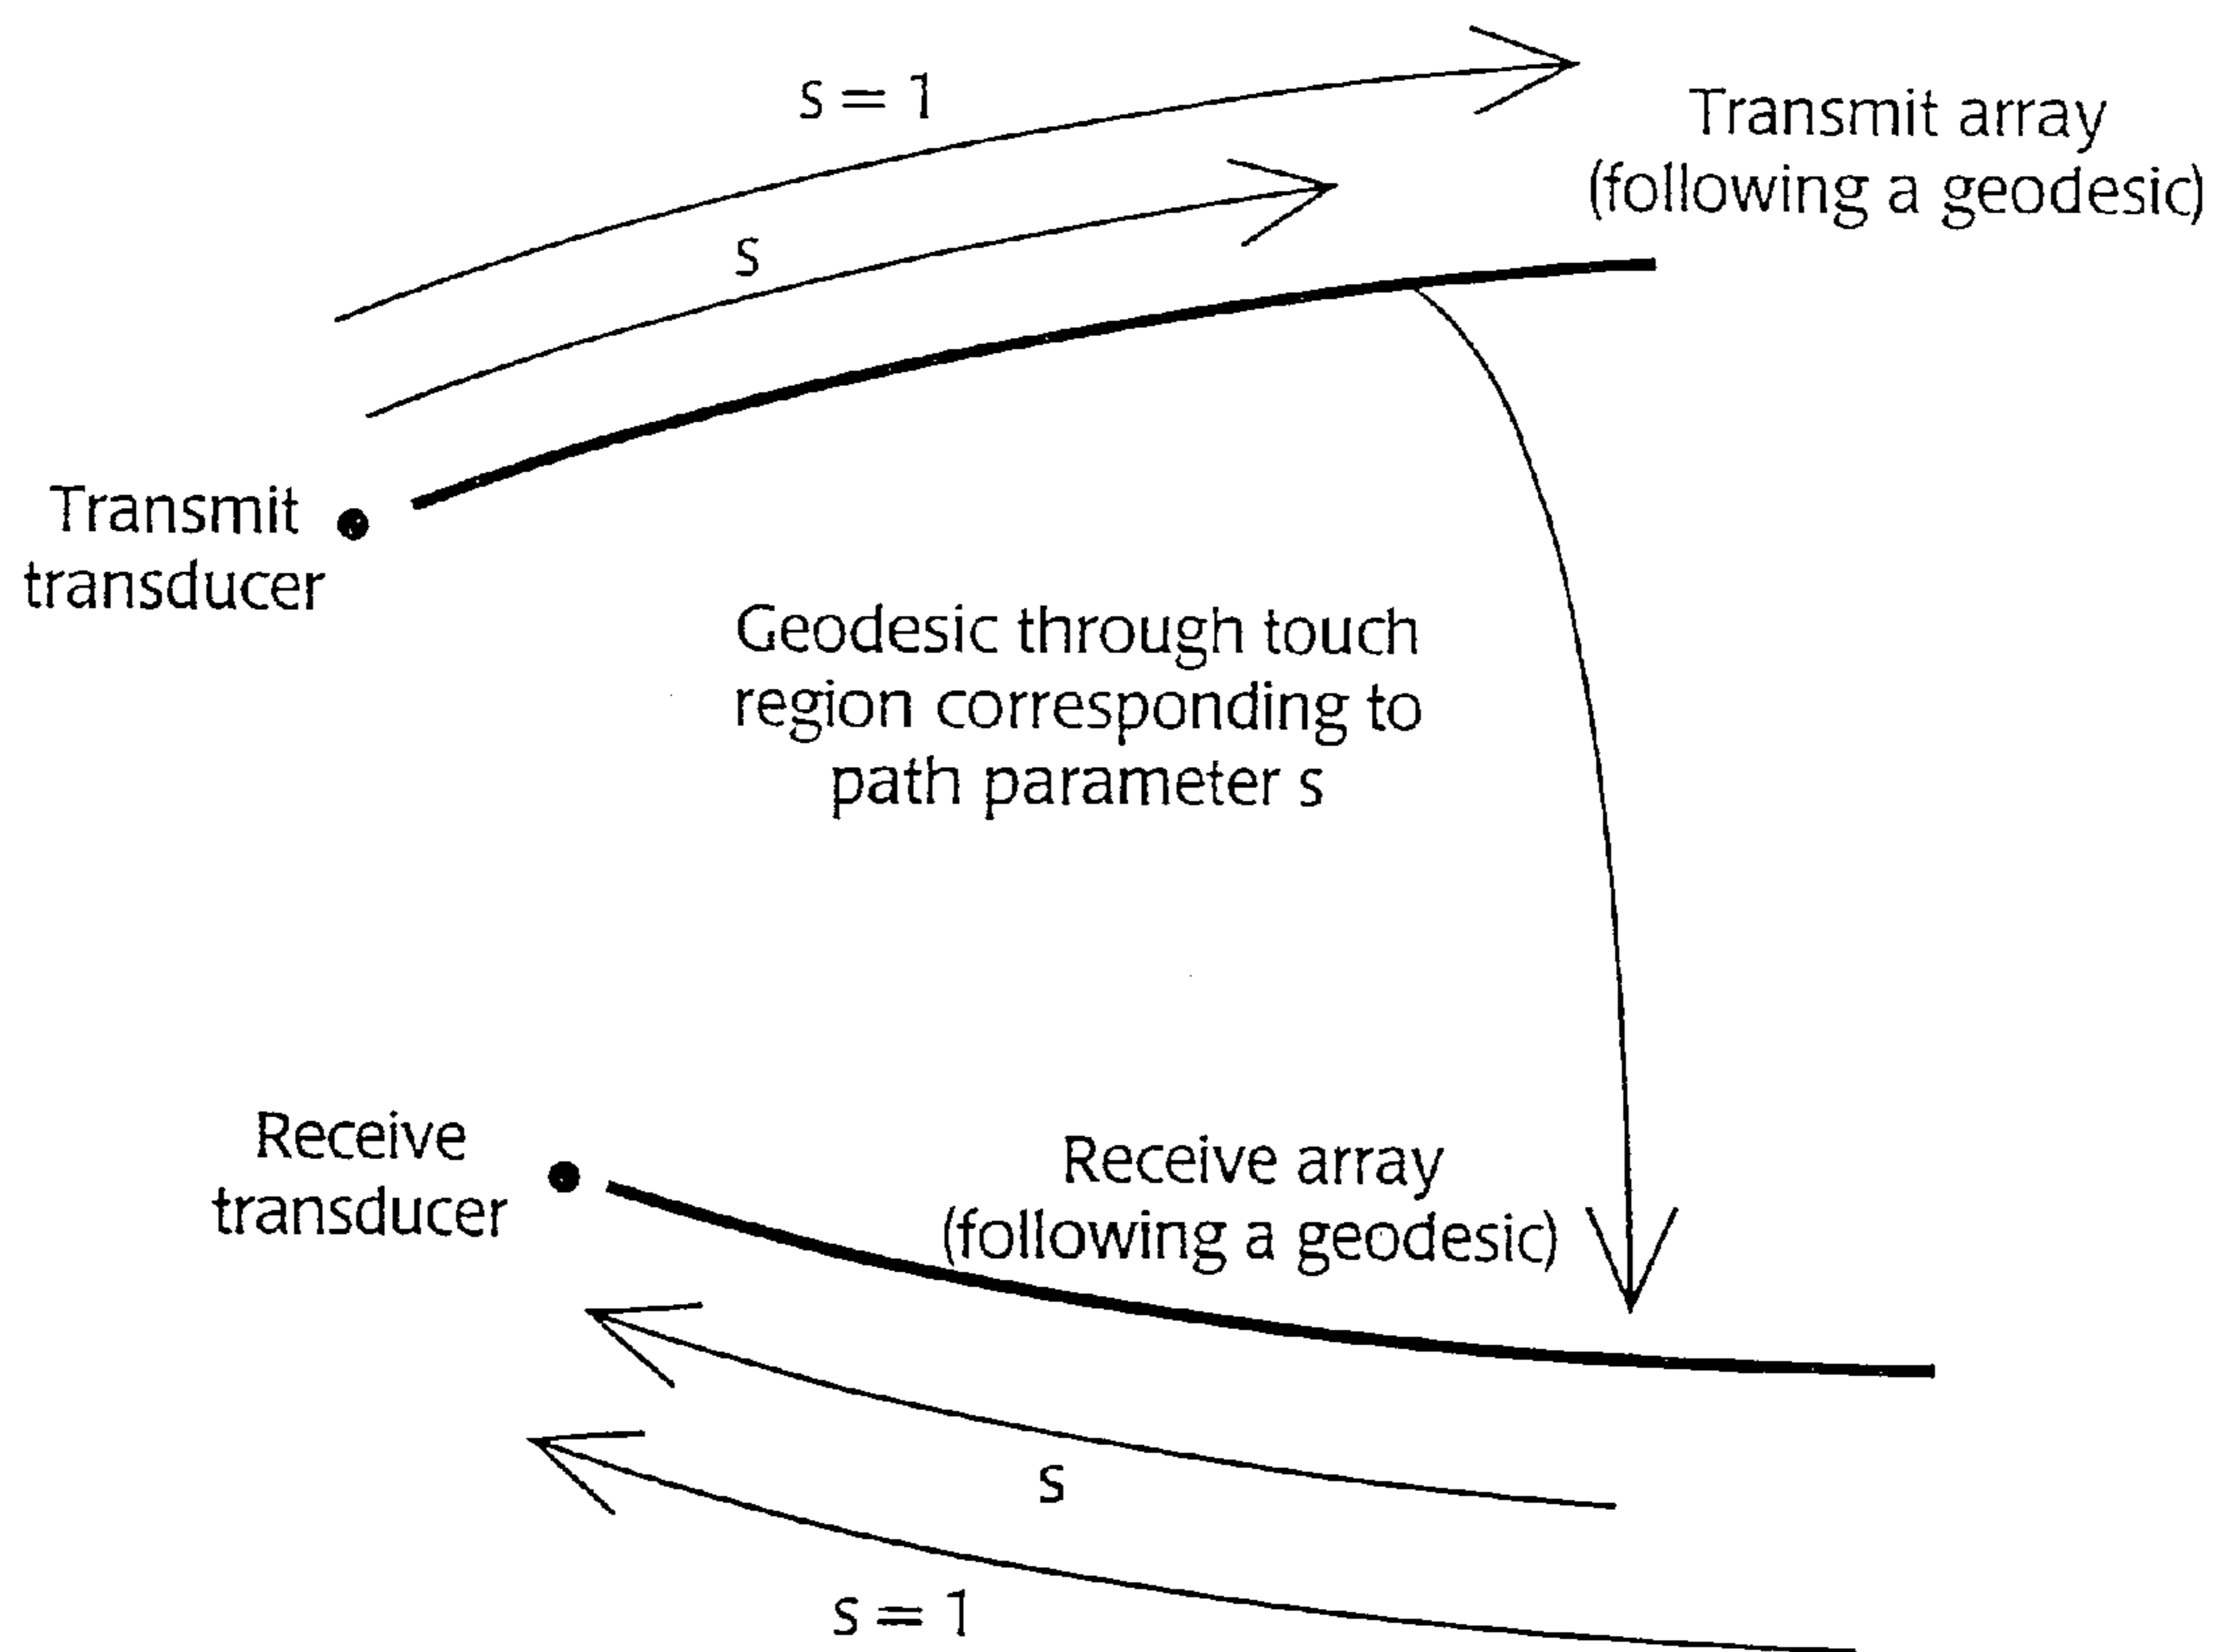 s = 1
Transmit array
(following a geodesic)
s
Transmit
transducer
Geodesic through touch
region corresponding to
path parameter s
Receive
transducer
Receive array
(following a geodesic)
s
s = 1